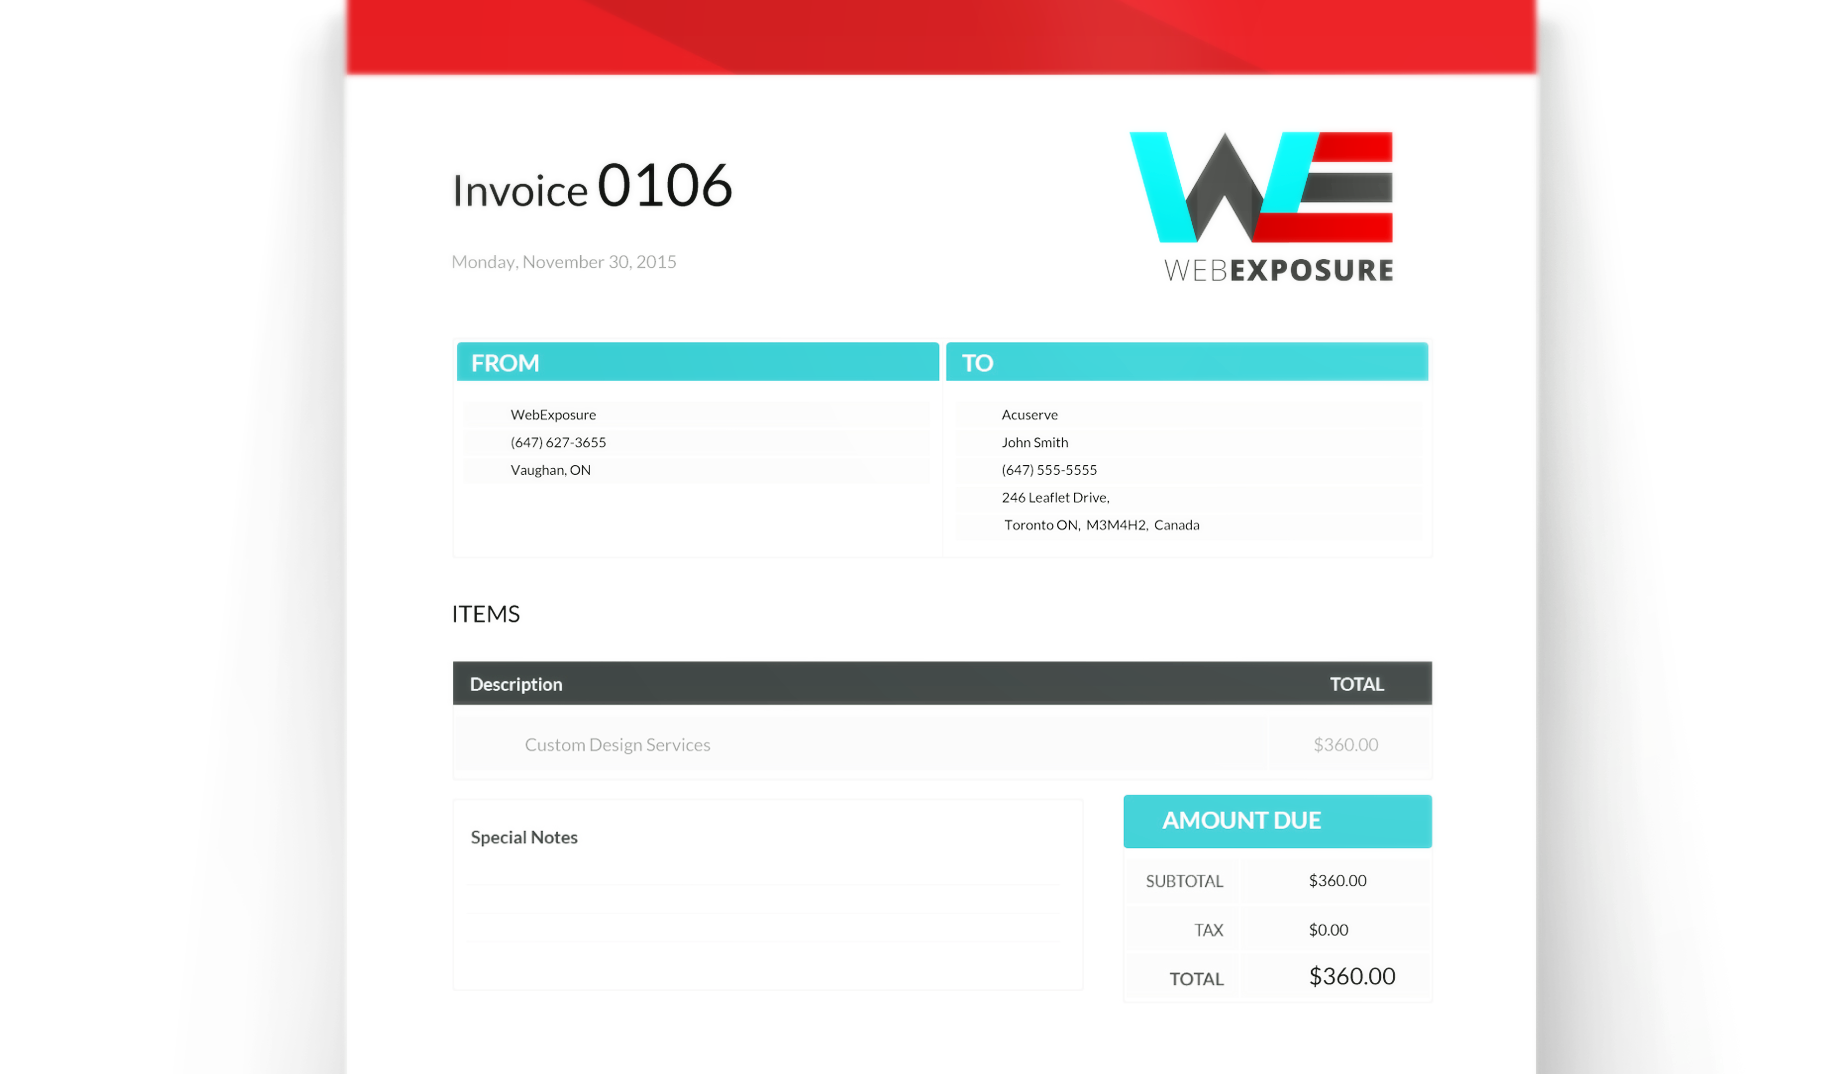 Invoice 0106
WEBEXPOSURE
Monday, November 30, 2015
FROM
WebExposure
(647) 627-3655
Vaughan, ON
TO
Acuserve
John Smith
(647) 555-5555
246 Leaflet Drive,
Toronto ON, M3M4H2, Canada
ITEMS
Description TOTAL
Custom Design Services $360.00
Special Notes
AMOUNT DUE
SUBTOTAL $360.00
TAX $0.00
TOTAL $360.00